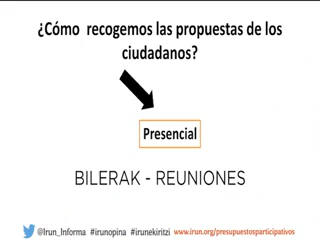 ¿Cómo recogemos las propuestas de los
ciudadanos?
Presencial
BILERAK - REUNIONES
@Irun_Informa #irunopina #irunekiritzi www.irun.org/presupuestosparticipativos